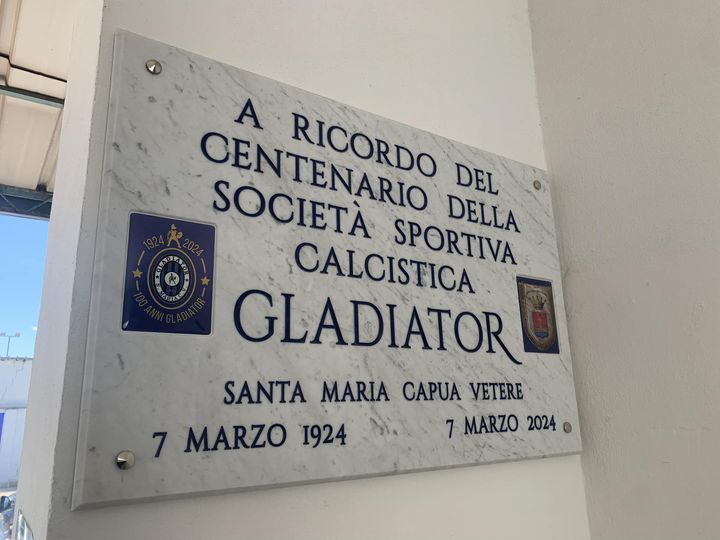 A RICORDO DEL
CENTENARIO DELLA
SOCIETÀ SPORTIVA
CALCISTICA
GLADIATOR
SANTA MARIA CAPUA VETERE
7 MARZO 1924
7 MARZO 2024
1924 2024
GLADIATOR
100 ANNI GLADIATOR